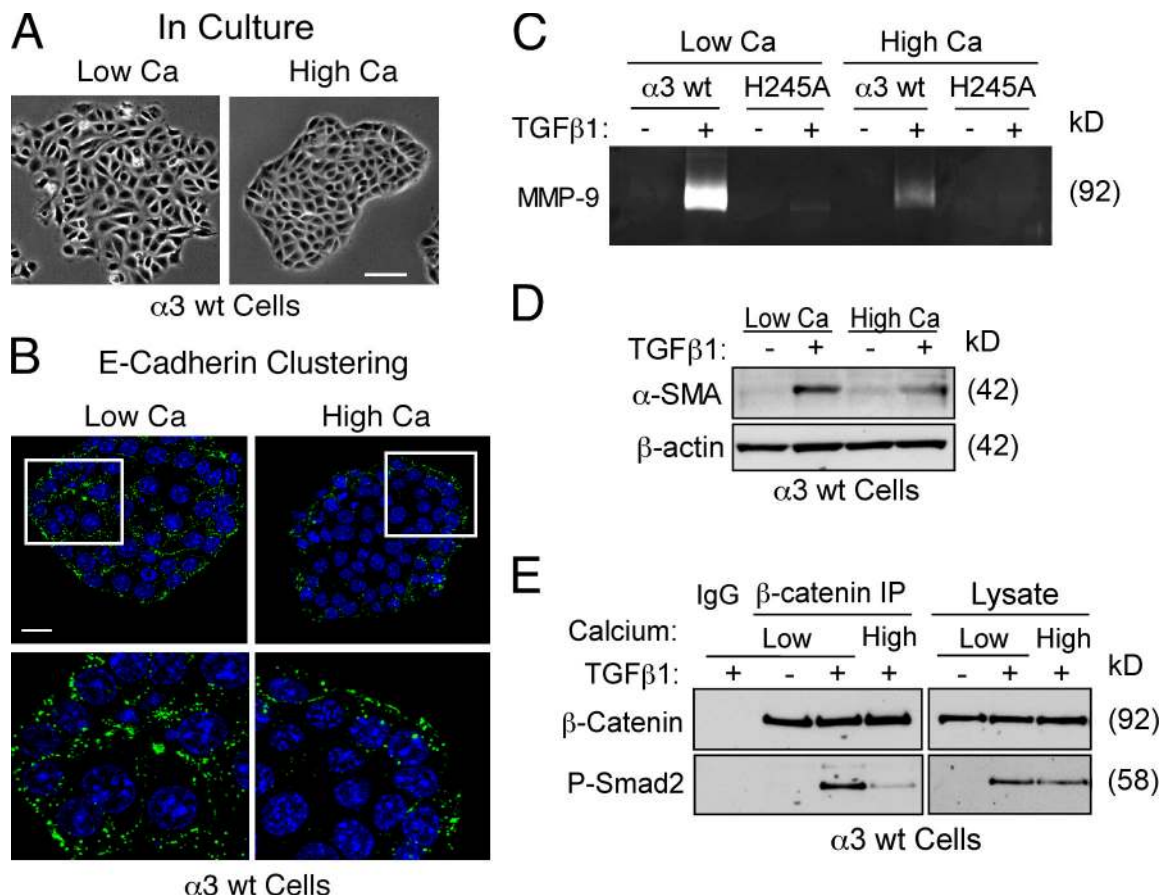 A
In Culture
Low Ca High Ca
α3 wt Cells
B
E-Cadherin Clustering
Low Ca High Ca
α3 wt Cells
C
Low Ca High Ca
α3 wt H245A α3 wt H245A
TGFβ1: - + - + - + - + kD
MMP-9 (92)
D
Low Ca High Ca
TGFβ1: - + - + kD
α-SMA (42)
β-actin (42)
α3 wt Cells
E
IgG β-catenin IP Lysate
Calcium: Low High Low High
TGFβ1: + - + + - + + kD
β-Catenin (92)
P-Smad2 (58)
α3 wt Cells